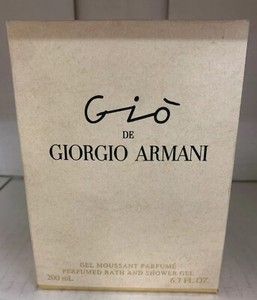 Giò
DE
GIORGIO ARMANI
GEL MOUSSANT PARFUMÉ
PERFUMED BATH AND SHOWER GEL
200 mL 6.7 FL.OZ.